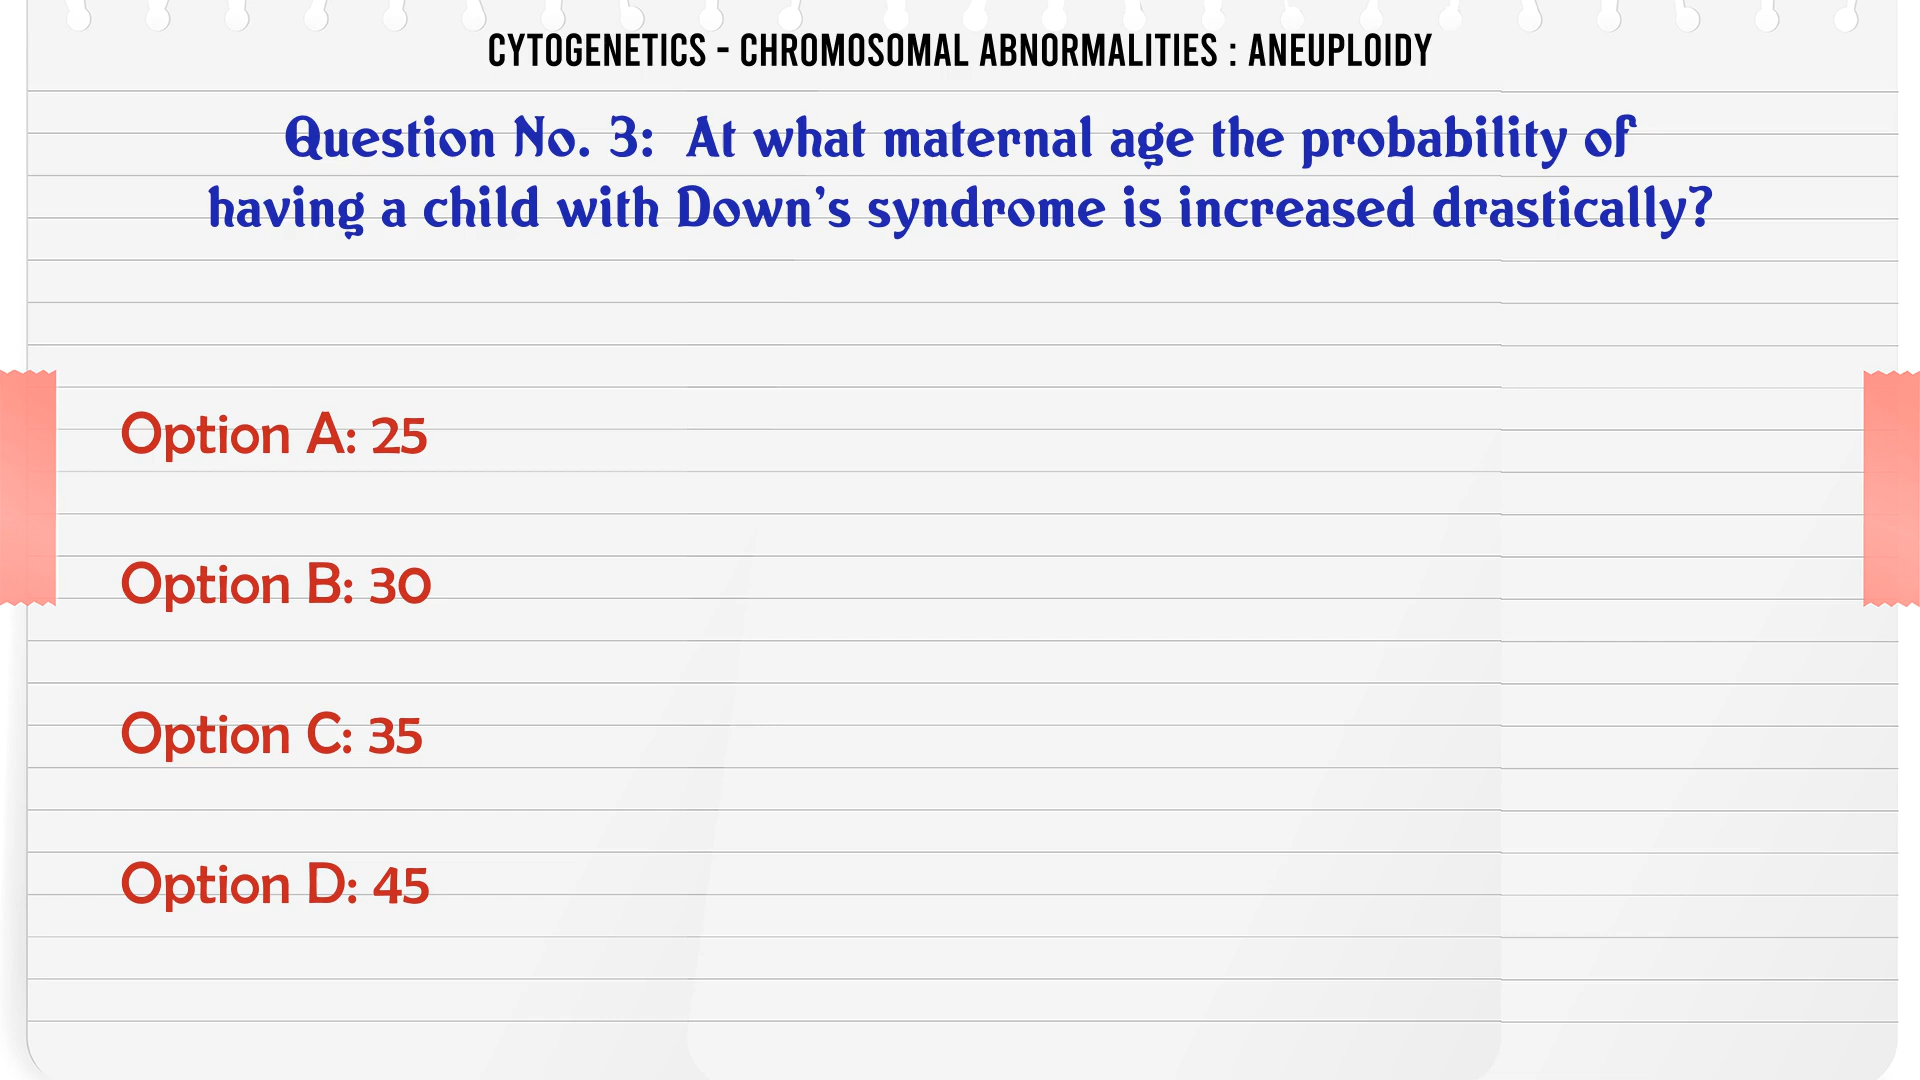 CYTOGENETICS - CHROMOSOMAL ABNORMALITIES : ANEUPLOIDY
Question No. 3: At what maternal age the probability of
having a child with Down's syndrome is increased drastically?
Option A: 25
Option B: 30
Option C: 35
Option D: 45